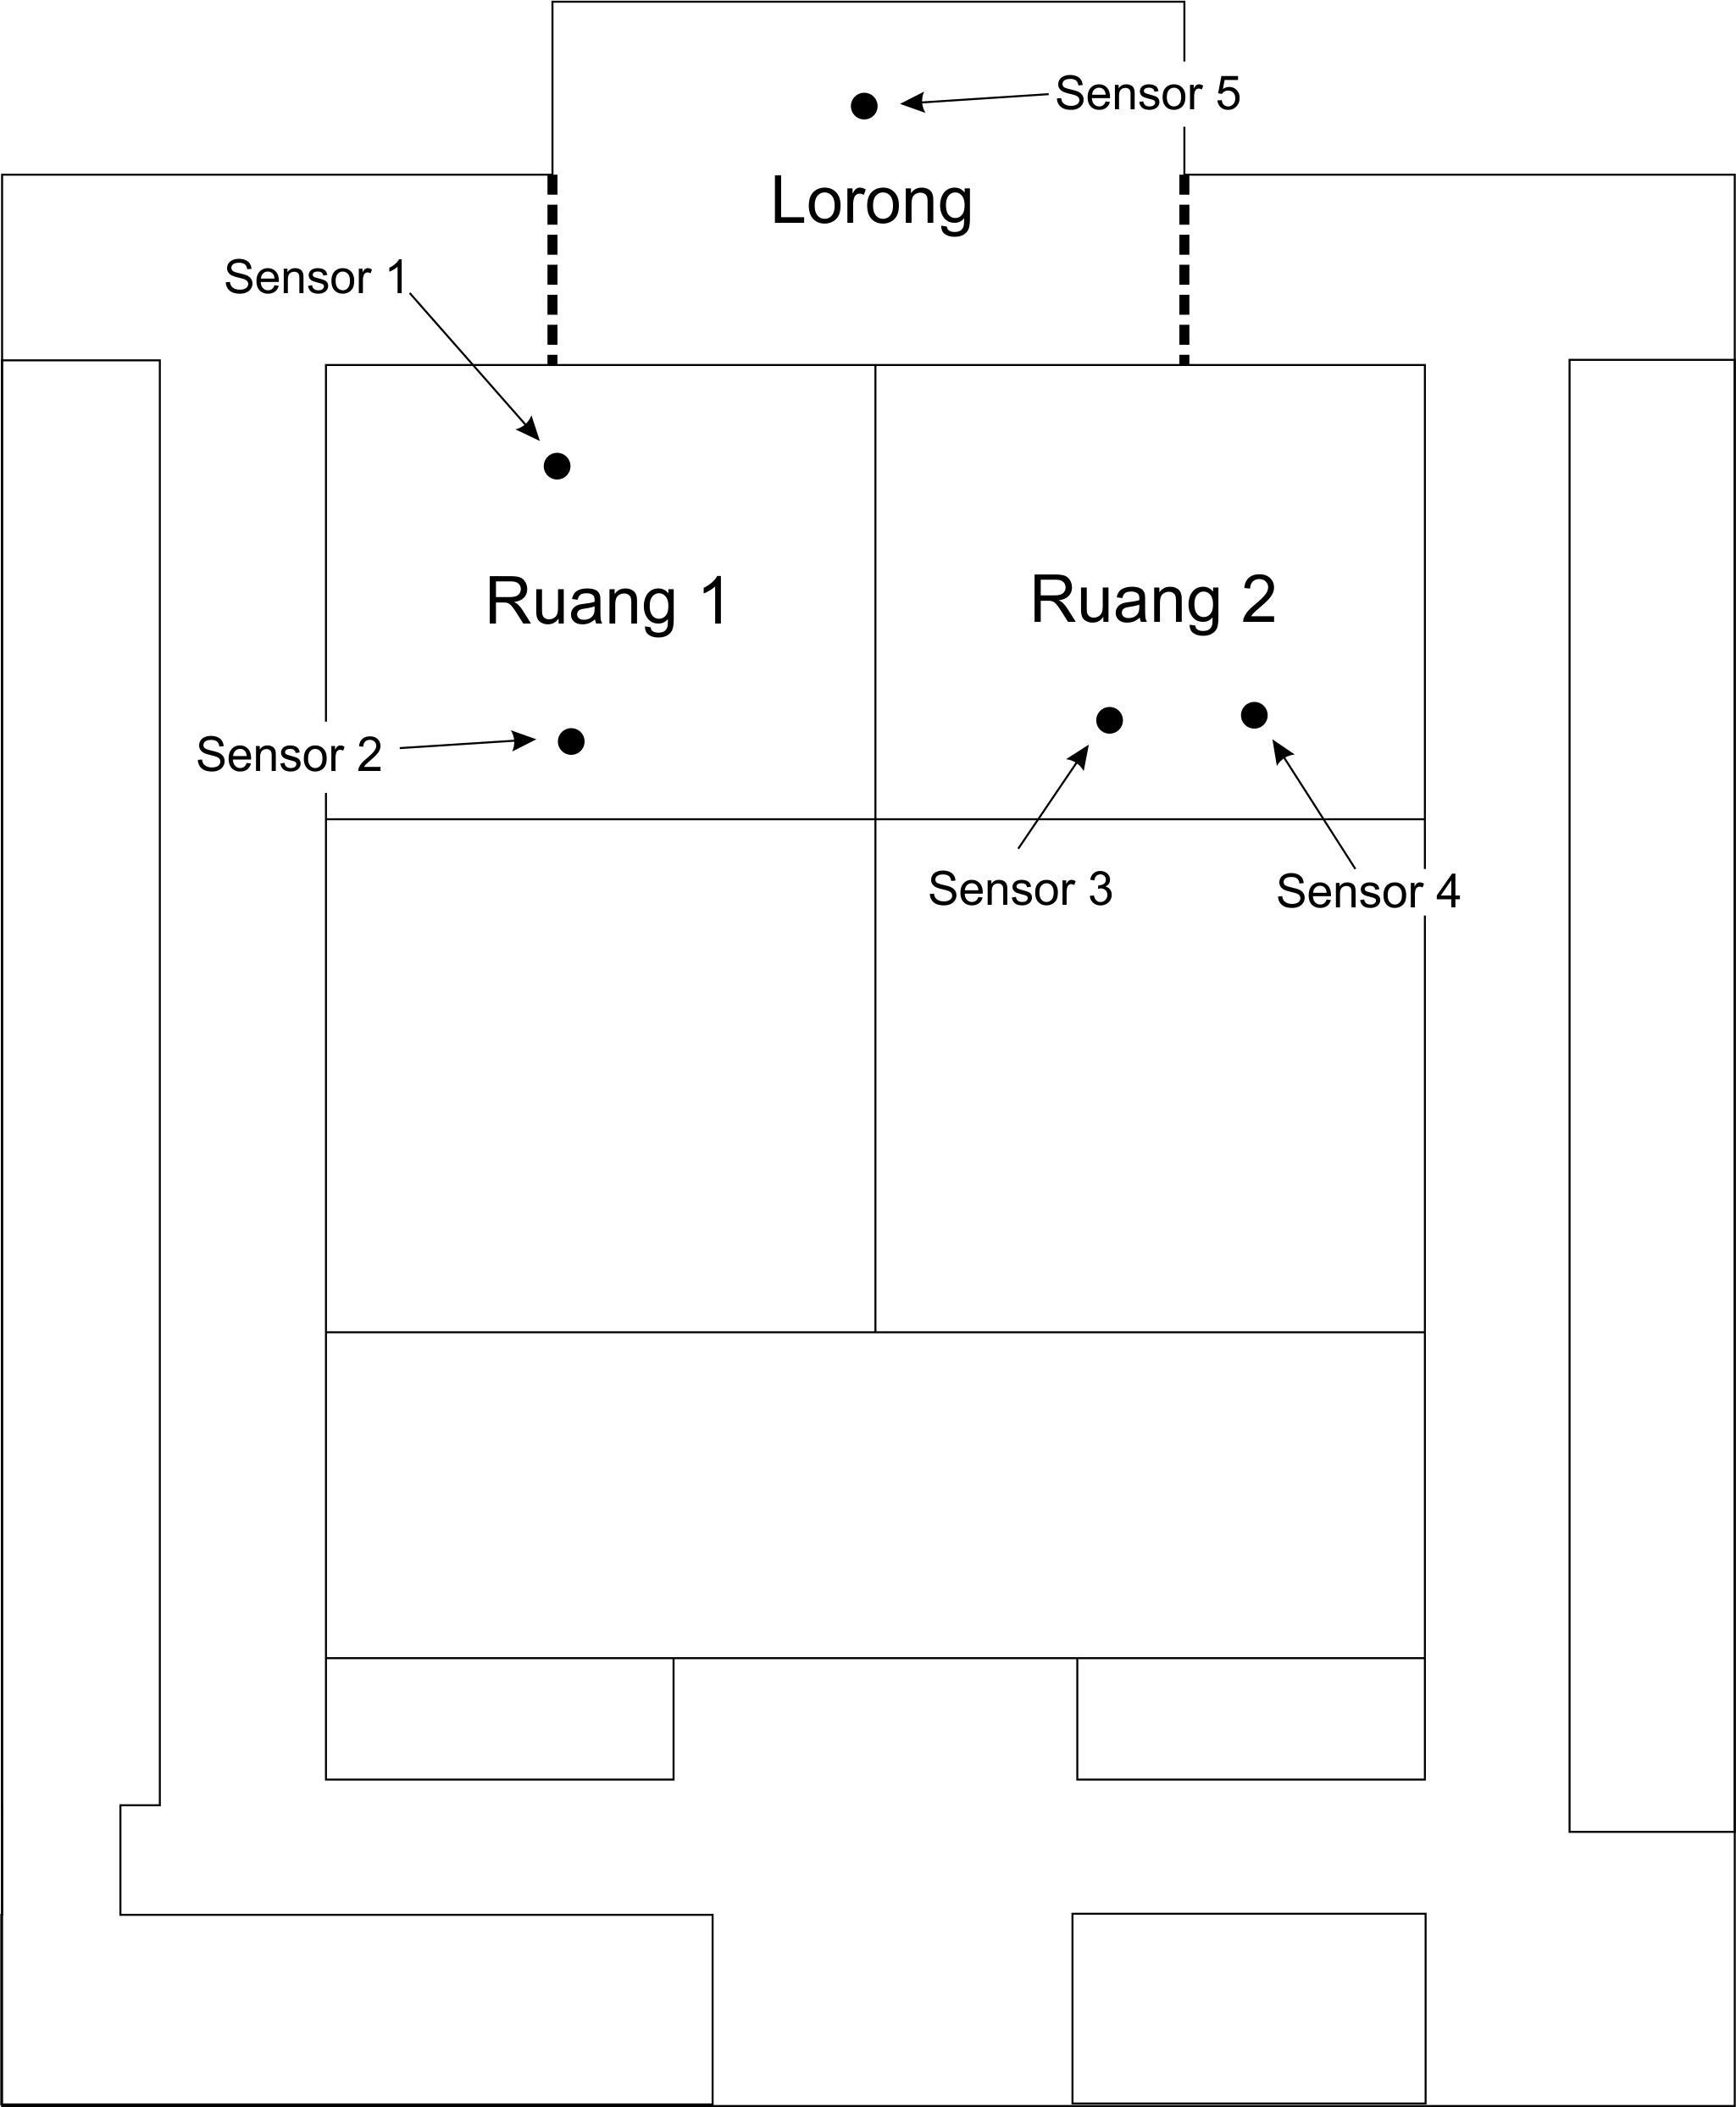 Sensor 5
Lorong
Sensor 1
Ruang 1
Ruang 2
Sensor 2
Sensor 3
Sensor 4